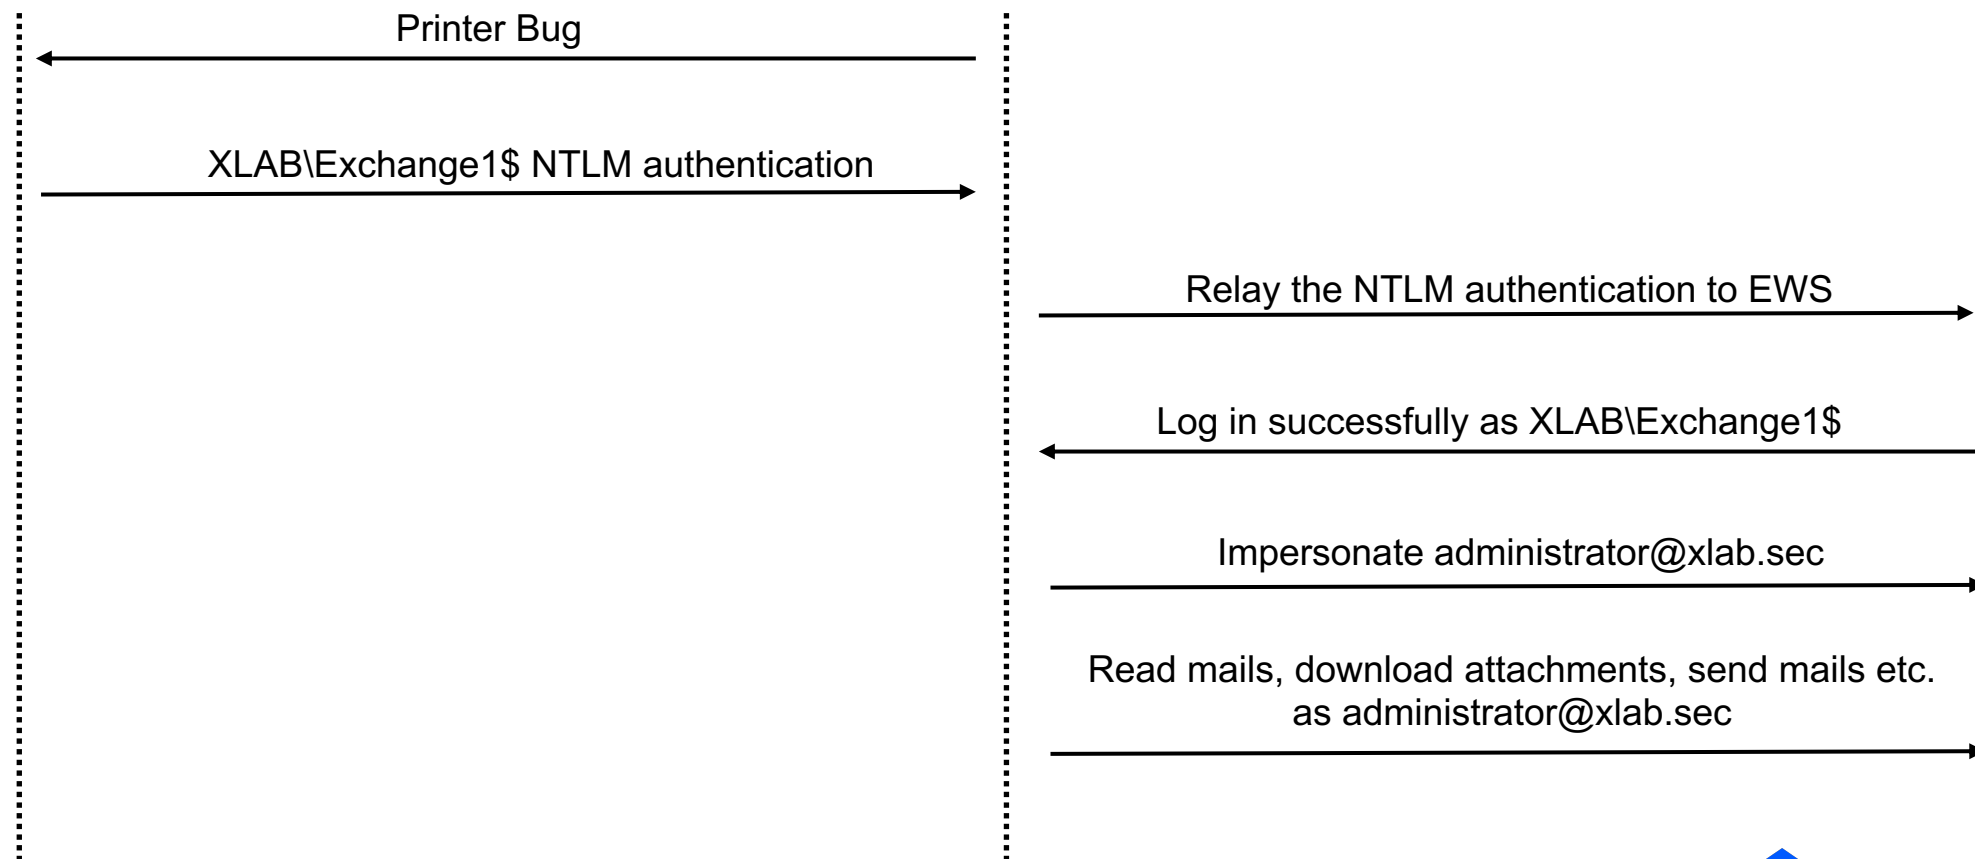 Printer Bug
XLAB\Exchange1$ NTLM authentication
Relay the NTLM authentication to EWS
Log in successfully as XLAB\Exchange1$
Impersonate administrator@xlab.sec
Read mails, download attachments, send mails etc.
as administrator@xlab.sec